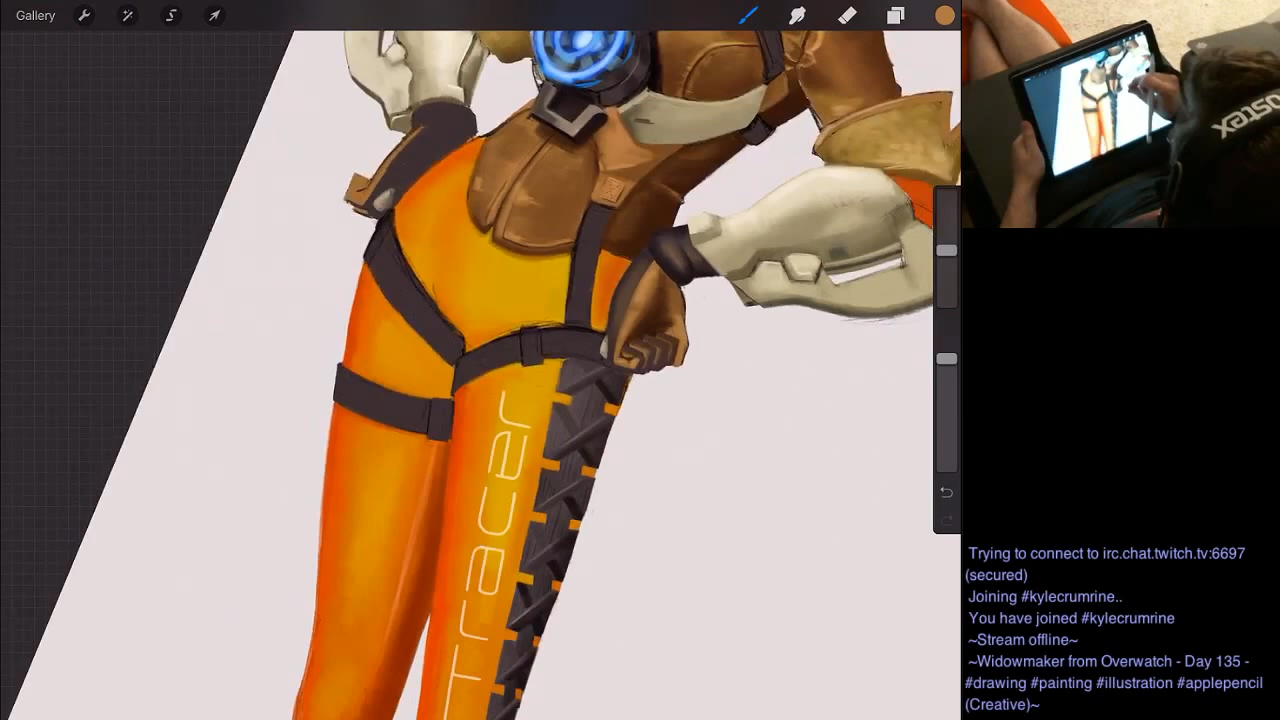 Gallery
Tracer
Trying to connect to irc.chat.twitch.tv:6697
(secured)
Joining #kylecrumrine..
You have joined #kylecrumrine
~Stream offline~
~Widowmaker from Overwatch - Day 135 -
#drawing #painting #illustration #applepencil
(Creative)~